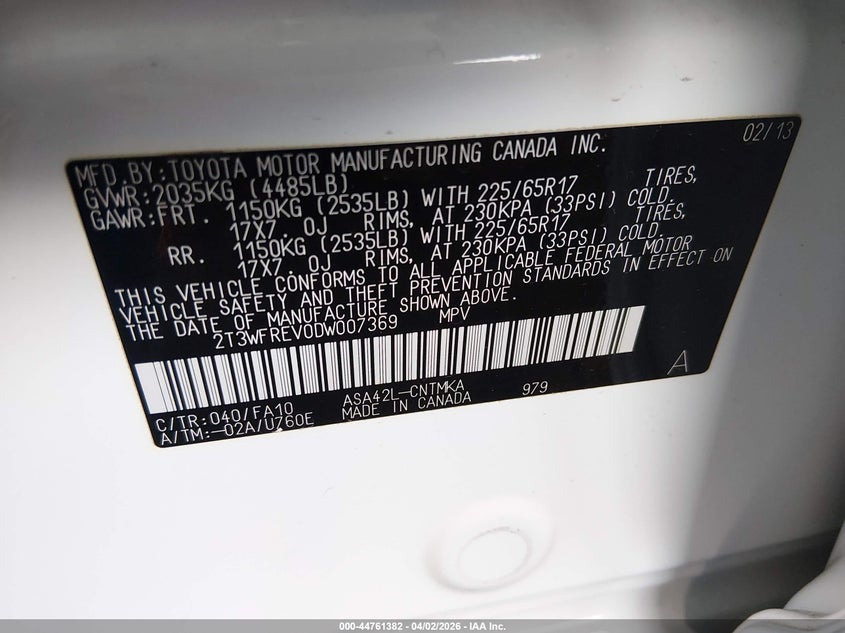 02/13
MFD. BY: TOYOTA MOTOR MANUFACTURING CANADA INC.
GVWR: 2035KG (4485LB)
GAWR: FRT. 1150KG (2535LB) WITH 225/65R17 TIRES,
17X7. 0J RIMS, AT 230KPA (33PSI) COLD.
RR. 1150KG (2535LB) WITH 225/65R17 TIRES,
17X7. 0J RIMS, AT 230KPA (33PSI) COLD.
THIS VEHICLE CONFORMS TO ALL APPLICABLE FEDERAL MOTOR
VEHICLE SAFETY AND THEFT PREVENTION STANDARDS IN EFFECT ON
THE DATE OF MANUFACTURE SHOWN ABOVE.
2T3WFREV0DW007369 MPV
A
C/TR: 040/FA10 ASA42L-CNTMKA 979
A/TM: -02A/U760E MADE IN CANADA
000-44761382 - 04/02/2026 - IAA Inc.